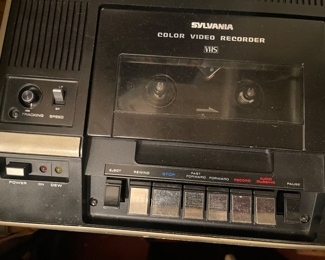 SYLVANIA
COLOR VIDEO RECORDER
VHS
TRACKING SPEED
POWER ON DEW
EJECT REWIND STOP FAST FORWARD FORWARD RECORD AUDIO DUBBING PAUSE